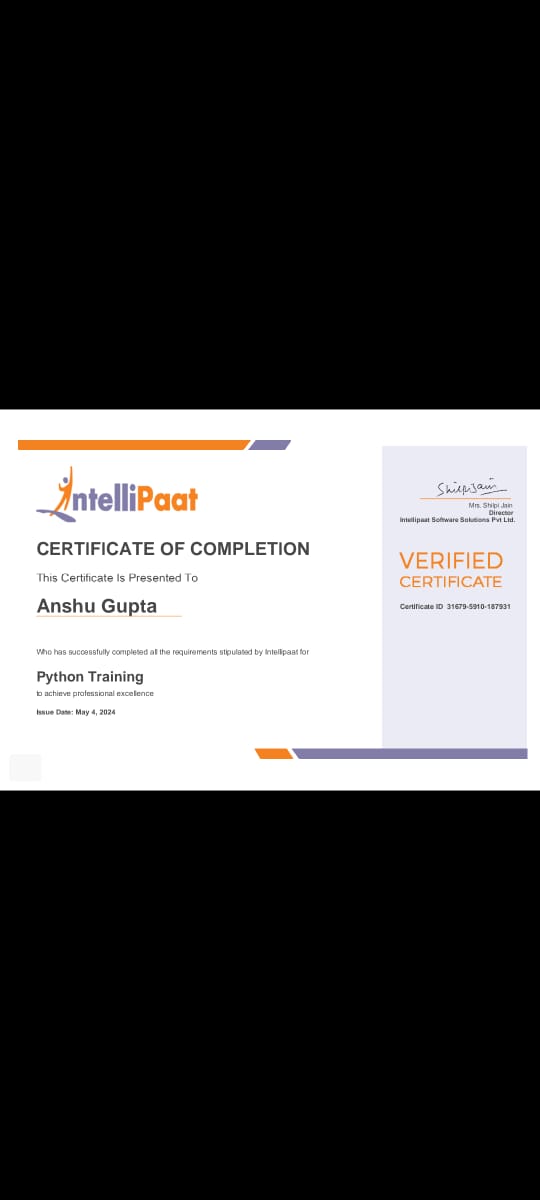 IntelliPaat
CERTIFICATE OF COMPLETION
This Certificate Is Presented To
Anshu Gupta
Who has successfully completed all the requirements stipulated by Intellipaat for
Python Training
to achieve professional excellence
Issue Date: May 4, 2024
Shilpi Jain
Mrs. Shilpi Jain
Director
Intellipaat Software Solutions Pvt Ltd.
VERIFIED
CERTIFICATE
Certificate ID 31679-5910-187931